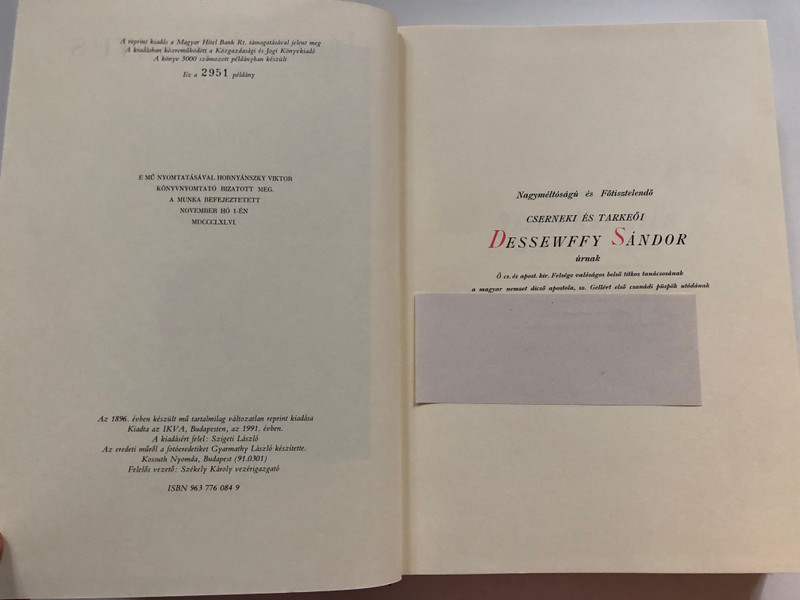 A reprint kiadás a Magyar Hitel Bank Rt. támogatásával jelent meg
A kiadásban közreműködött a Közgazdasági és Jogi Könyvkiadó
A könyv 3000 számozott példányban készült
Ez a 2951 példány
E MŰ NYOMTATÁSÁVAL HORNYÁNSZKY VIKTOR
KÖNYVNYOMTATÓ BIZATOTT MEG.
A MUNKA BEFEJEZTETETT
NOVEMBER HÓ 1-ÉN
MDCCCLXLVI.
Az 1896. évben készült mű tartalmilag változatlan reprint kiadása
Kiadta az IKVA, Budapesten, az 1991. évben.
A kiadásért felel: Szigeti László
Az eredeti műről a fotóeredetiket Gyarmathy László készítette.
Kossuth Nyomda, Budapest (91.0301)
Felelős vezető: Székely Károly vezérigazgató
ISBN 963 776 084 9
Nagyméltóságú és Főtisztelendő
CSERNEKI ÉS TARKEŐI
DESSEWFFY SÁNDOR
úrnak
Ő cs. és apost. kir. Felsége valóságos belső titkos tanácsosának
a magyar nemzet dicső apostola, sz. Gellért első csanádi püspök utódának